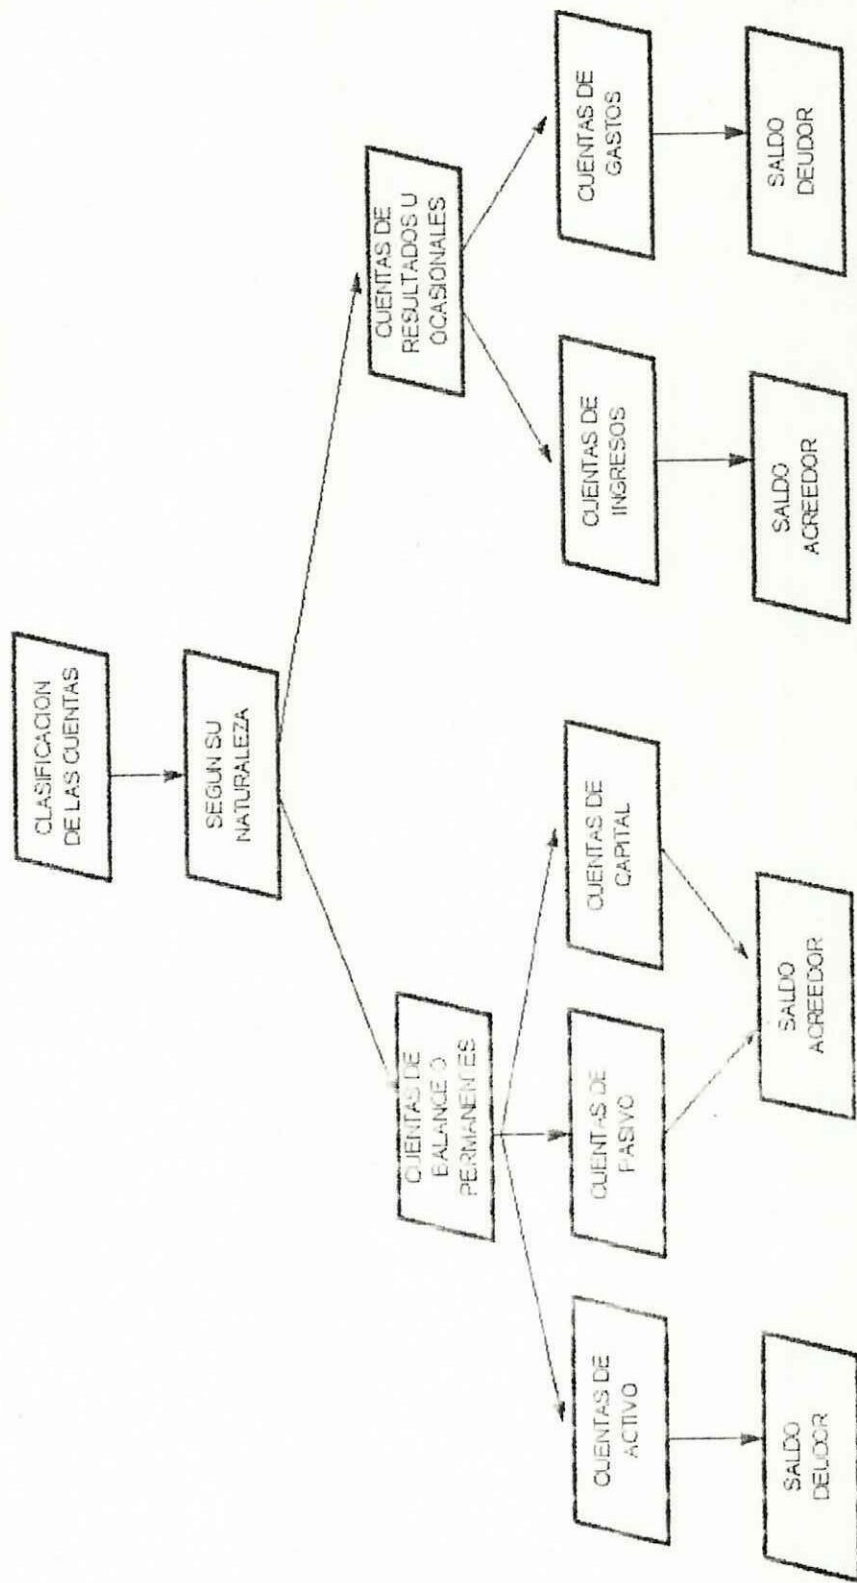 CLASIFICACION
DE LAS CUENTAS
SEGUN SU
NATURALEZA
CUENTAS DE
BALANCE O
PERMANENTES
CUENTAS DE
RESULTADOS U
OCASIONALES
CUENTAS DE
ACTIVO
CUENTAS DE
PASIVO
CUENTAS DE
CAPITAL
CUENTAS DE
INGRESOS
CUENTAS DE
GASTOS
SALDO
DEUDOR
SALDO
ACREEDOR
SALDO
ACREEDOR
SALDO
DEUDOR